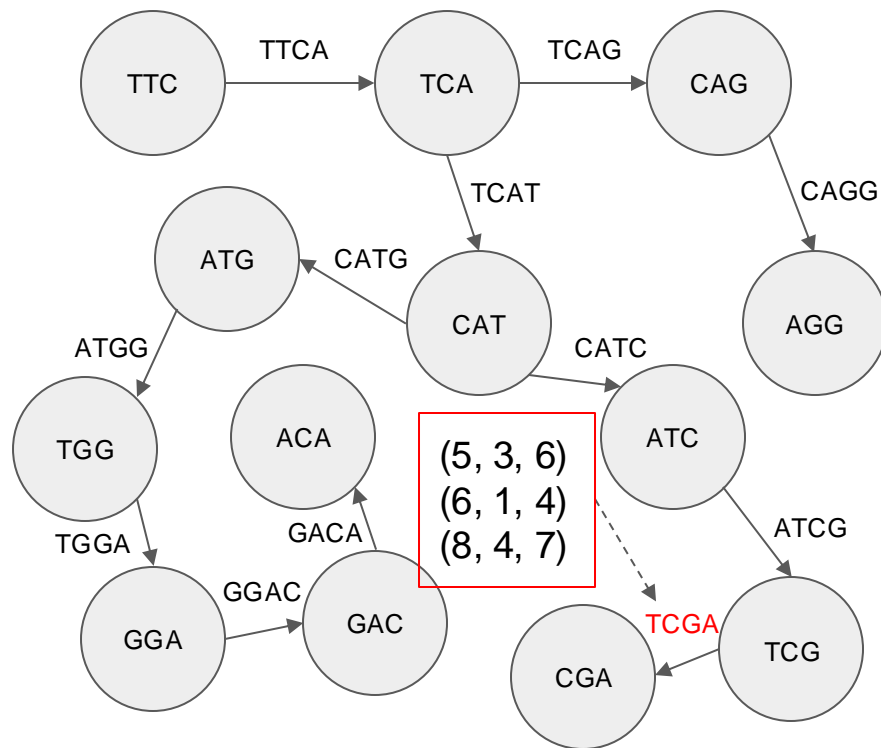 TTCA
TCAG
TTC
TCA
CAG
TCAT
CAGG
ATG
CATG
CAT
AGG
ATGG
CATC
TGG
ACA
ATC
(5, 3, 6)
(6, 1, 4)
(8, 4, 7)
GACA
ATCG
TGGA
GGAC
GGA
GAC
TCGA
TCG
CGA